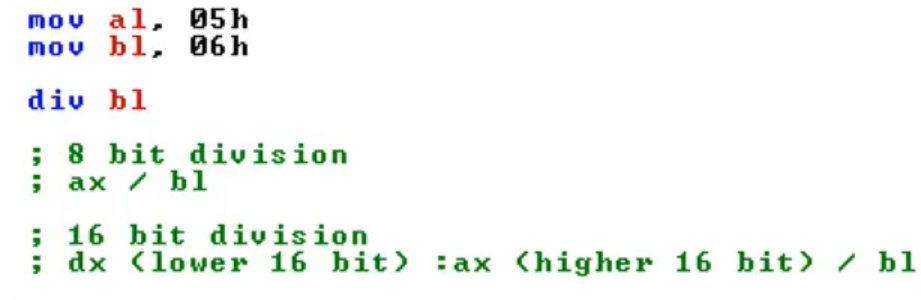 mov al, 05h
mov bl, 06h
div bl
; 8 bit division
; ax / bl
; 16 bit division
; dx (lower 16 bit) :ax (higher 16 bit) / bl